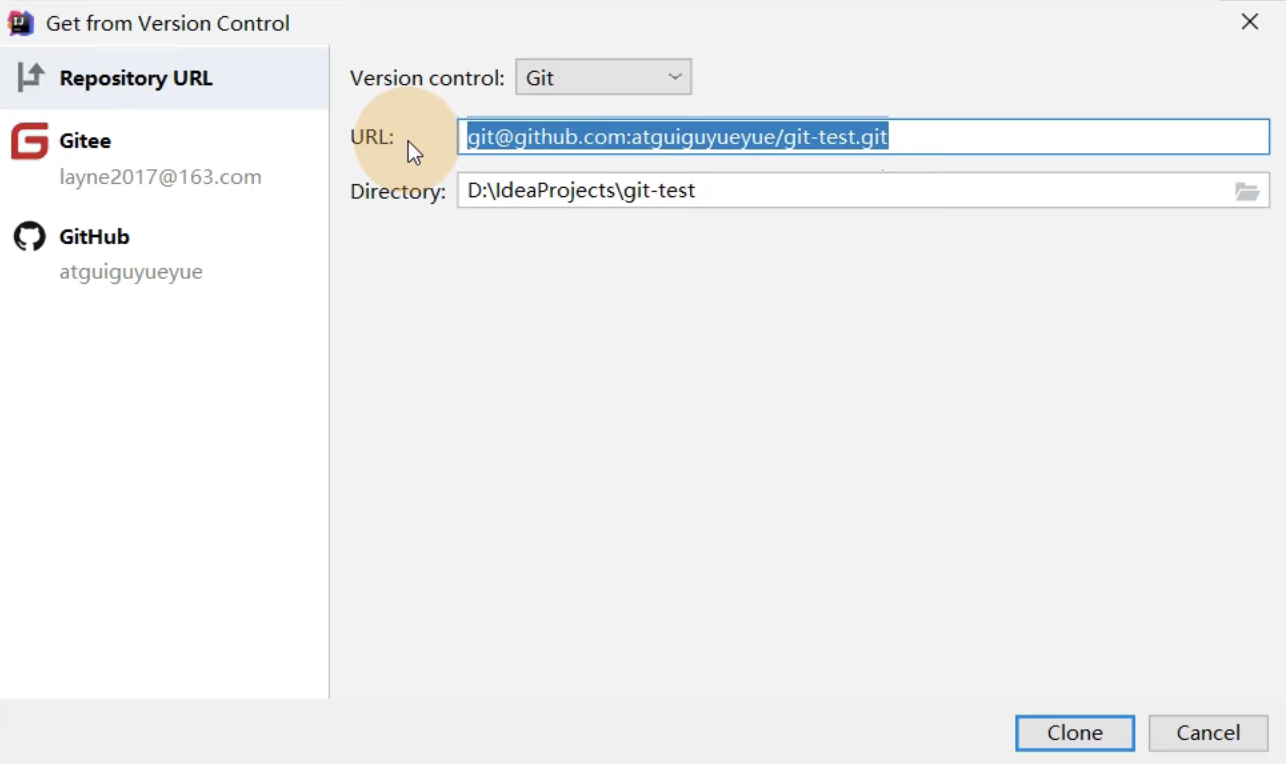 Get from Version Control
Repository URL
Gitee
layne2017@163.com
GitHub
atguiguyueyue
Version control: Git
URL: git@github.com:atguiguyueyue/git-test.git
Directory: D:\IdeaProjects\git-test
Clone Cancel